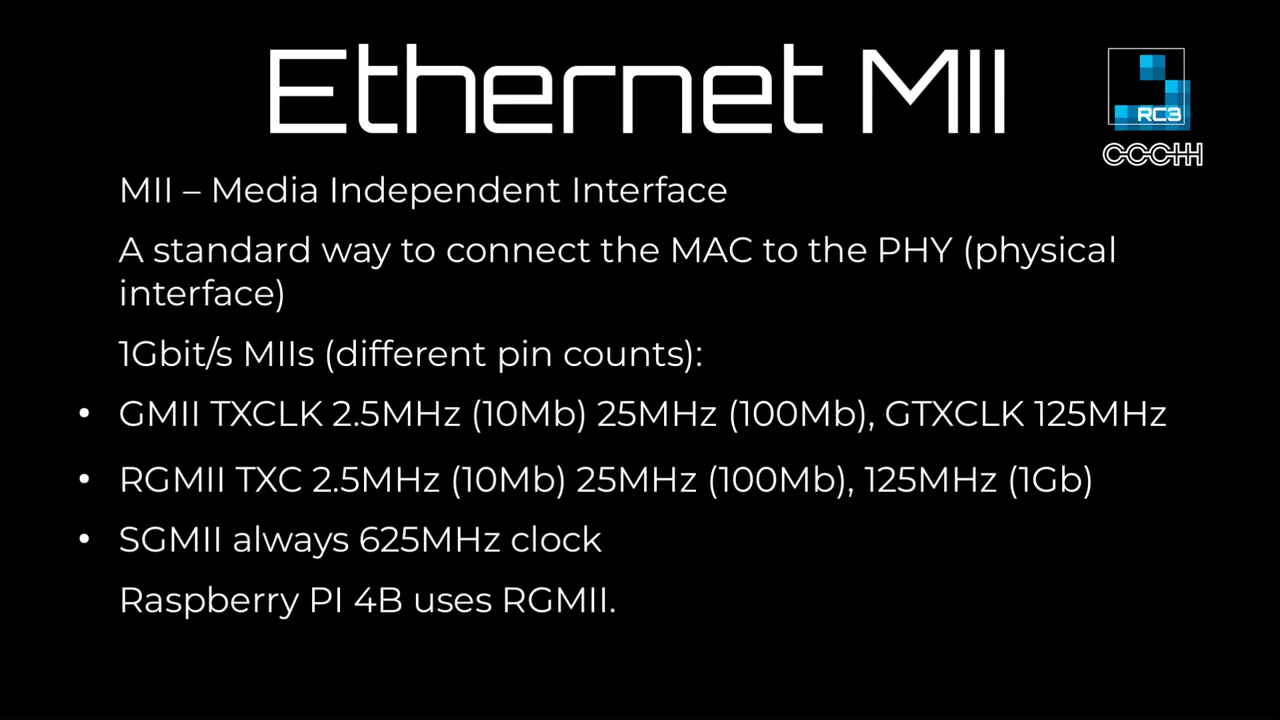 Ethernet MII
RC3
CCCHH
MII – Media Independent Interface
A standard way to connect the MAC to the PHY (physical
interface)
1Gbit/s MIIs (different pin counts):
• GMII TXCLK 2.5MHz (10Mb) 25MHz (100Mb), GTXCLK 125MHz
• RGMII TXC 2.5MHz (10Mb) 25MHz (100Mb), 125MHz (1Gb)
• SGMII always 625MHz clock
Raspberry PI 4B uses RGMII.